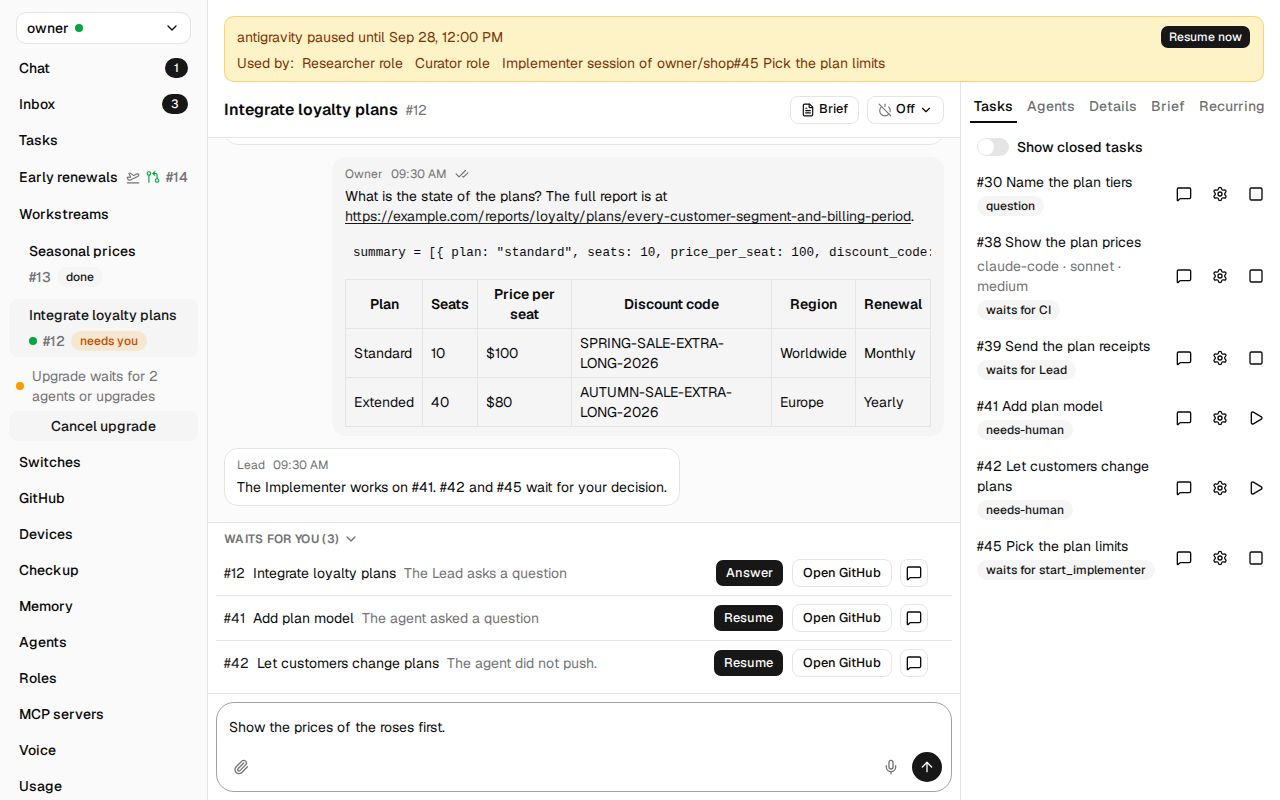 owner
Chat 1
Inbox 3
Tasks
Early renewals #14
Workstreams
Seasonal prices
#13 done
Integrate loyalty plans
#12 needs you
Upgrade waits for 2
agents or upgrades
Cancel upgrade
Switches
GitHub
Devices
Checkup
Memory
Agents
Roles
MCP servers
Voice
Usage
antigravity paused until Sep 28, 12:00 PM
Resume now
Used by: Researcher role Curator role Implementer session of owner/shop#45 Pick the plan limits
Integrate loyalty plans #12
Brief
Off
Owner 09:30 AM
What is the state of the plans? The full report is at
https://example.com/reports/loyalty/plans/every-customer-segment-and-billing-period.
summary = [{ plan: "standard", seats: 10, price_per_seat: 100, discount_code:
Plan Seats Price per seat Discount code Region Renewal
Standard 10 $100 SPRING-SALE-EXTRA-LONG-2026 Worldwide Monthly
Extended 40 $80 AUTUMN-SALE-EXTRA-LONG-2026 Europe Yearly
Lead 09:30 AM
The Implementer works on #41. #42 and #45 wait for your decision.
WAITS FOR YOU (3)
#12 Integrate loyalty plans The Lead asks a question Answer Open GitHub
#41 Add plan model The agent asked a question Resume Open GitHub
#42 Let customers change plans The agent did not push. Resume Open GitHub
Show the prices of the roses first.
Tasks Agents Details Brief Recurring
Show closed tasks
#30 Name the plan tiers
question
#38 Show the plan prices
claude-code · sonnet ·
medium
waits for CI
#39 Send the plan receipts
waits for Lead
#41 Add plan model
needs-human
#42 Let customers change
plans
needs-human
#45 Pick the plan limits
waits for start_implementer